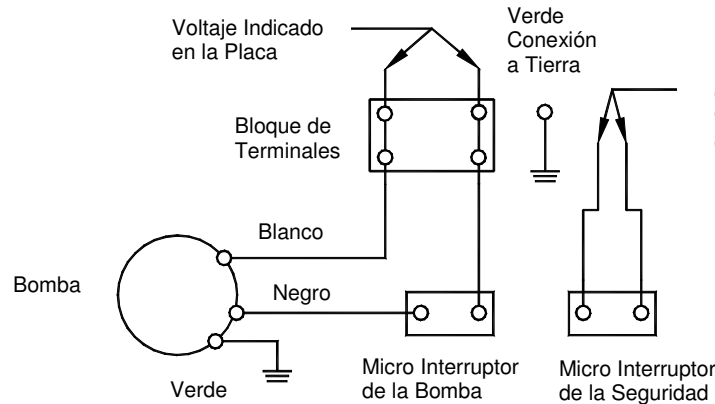 Voltaje Indicado
en la Placa
Verde
Conexión
a Tierra
Bloque de
Terminales
Blanco
Bomba
Negro
Verde
Micro Interruptor
de la Bomba
Micro Interruptor
de la Seguridad